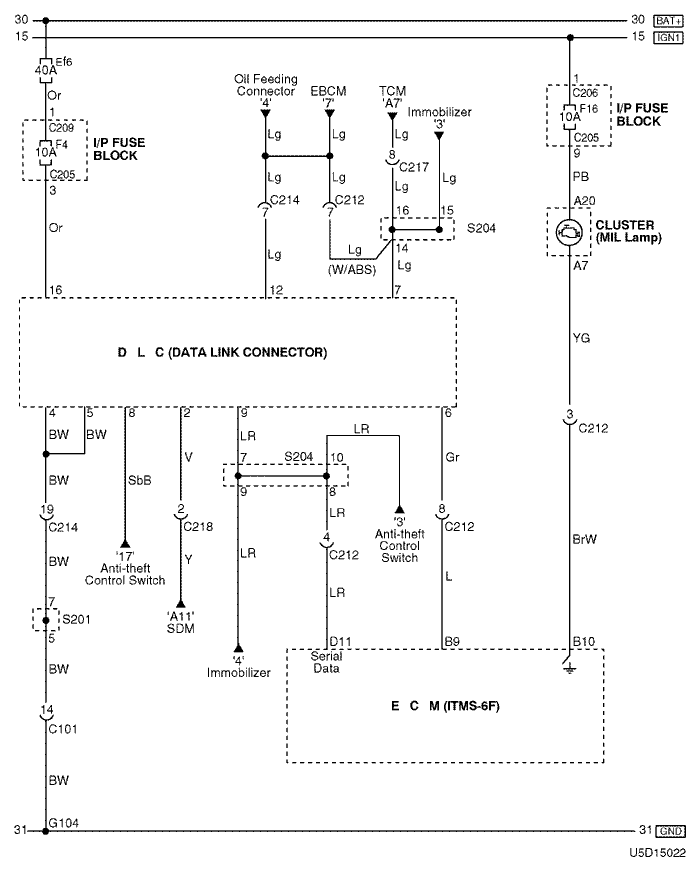 30 30 BAT+
15 15 IGN1
Ef6
40A
Or
1
C209
F4
10A
C205
I/P FUSE
BLOCK
3
Or
16
Oil Feeding
Connector
'4'
EBCM
'7'
TCM
'A7'
Immobilizer
'3'
Lg Lg Lg
8
C217
Lg Lg Lg Lg
C214
7
C212
7
16 15
S204
14
Lg
(W/ABS)
Lg Lg
12 7
1
C206
F16
10A
C205
I/P FUSE
BLOCK
9
PB
A20
CLUSTER
(MIL Lamp)
A7
YG
3
C212
BrW
B10
D L C (DATA LINK CONNECTOR)
4 5 8 2 9 6
BW BW
BW
19
C214
BW
7
S201
5
BW
14
C101
BW
G104
SbB
'17'
Anti-theft
Control Switch
V
2
C218
Y
'A11'
SDM
LR
7
S204
10
9 8
LR
LR
'4'
Immobilizer
LR
4
C212
LR
D11
Serial
Data
'3'
Anti-theft
Control
Switch
Gr
8
C212
L
B9
E C M (ITMS-6F)
31 31 GND
U5D15022